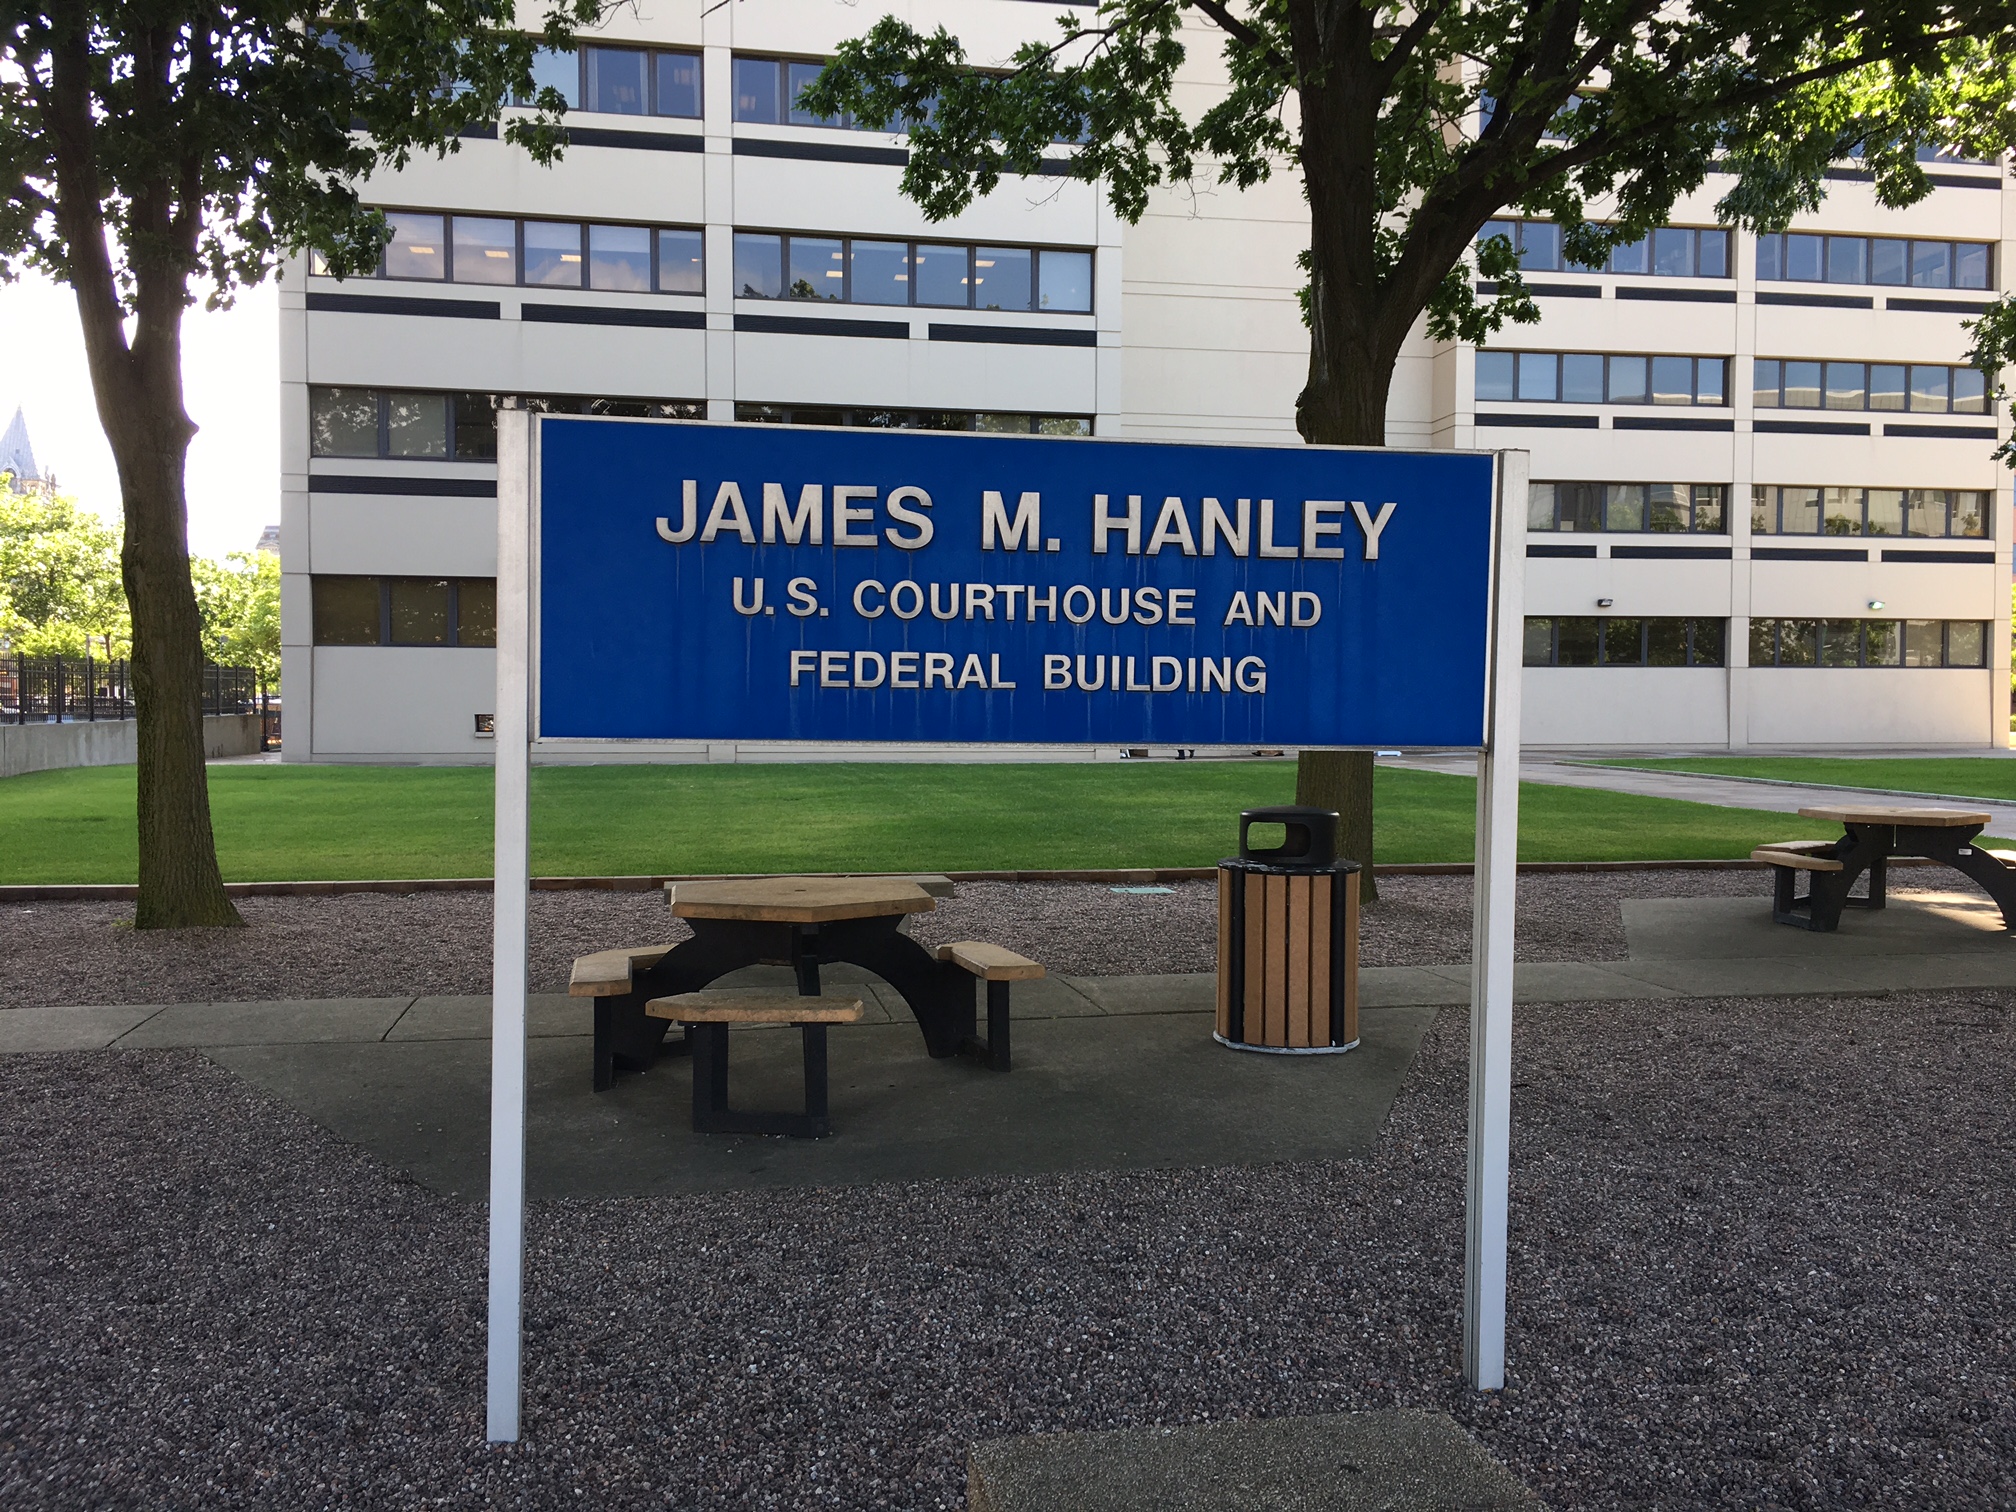 JAMES M. HANLEY
U.S. COURTHOUSE AND
FEDERAL BUILDING